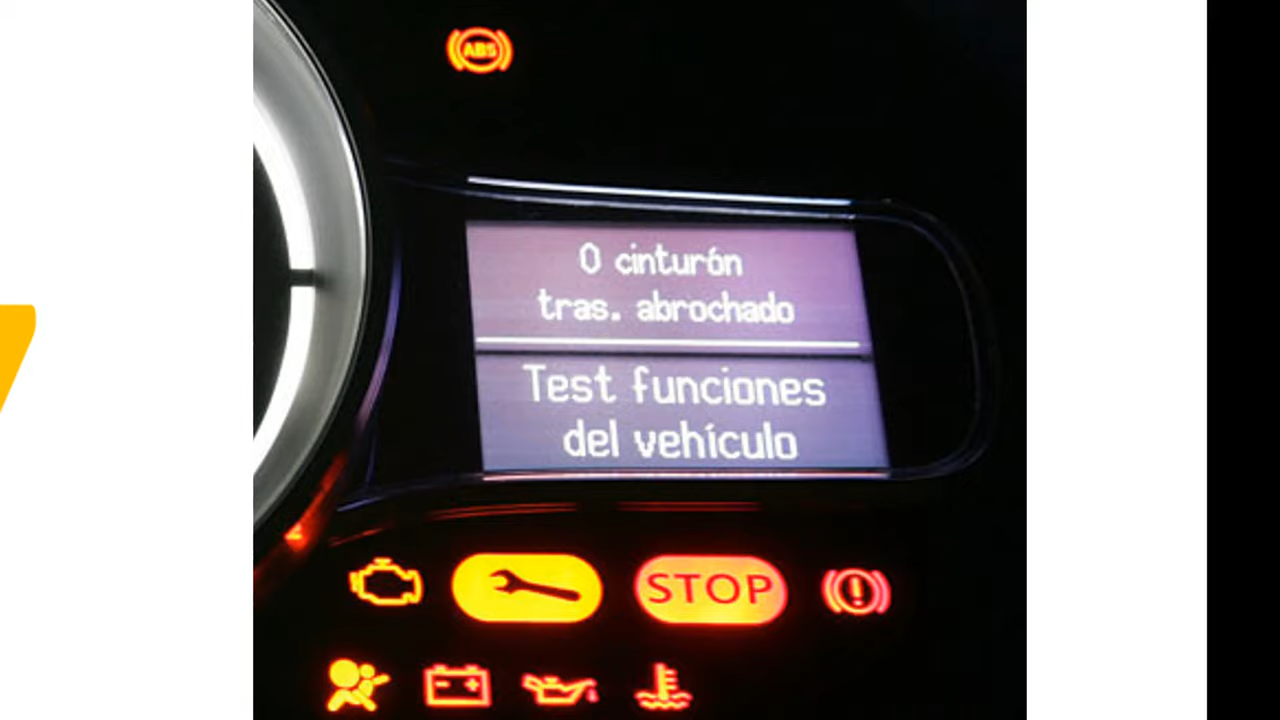 ABS
0 cinturón
tras. abrochado
Test funciones
del vehículo
STOP